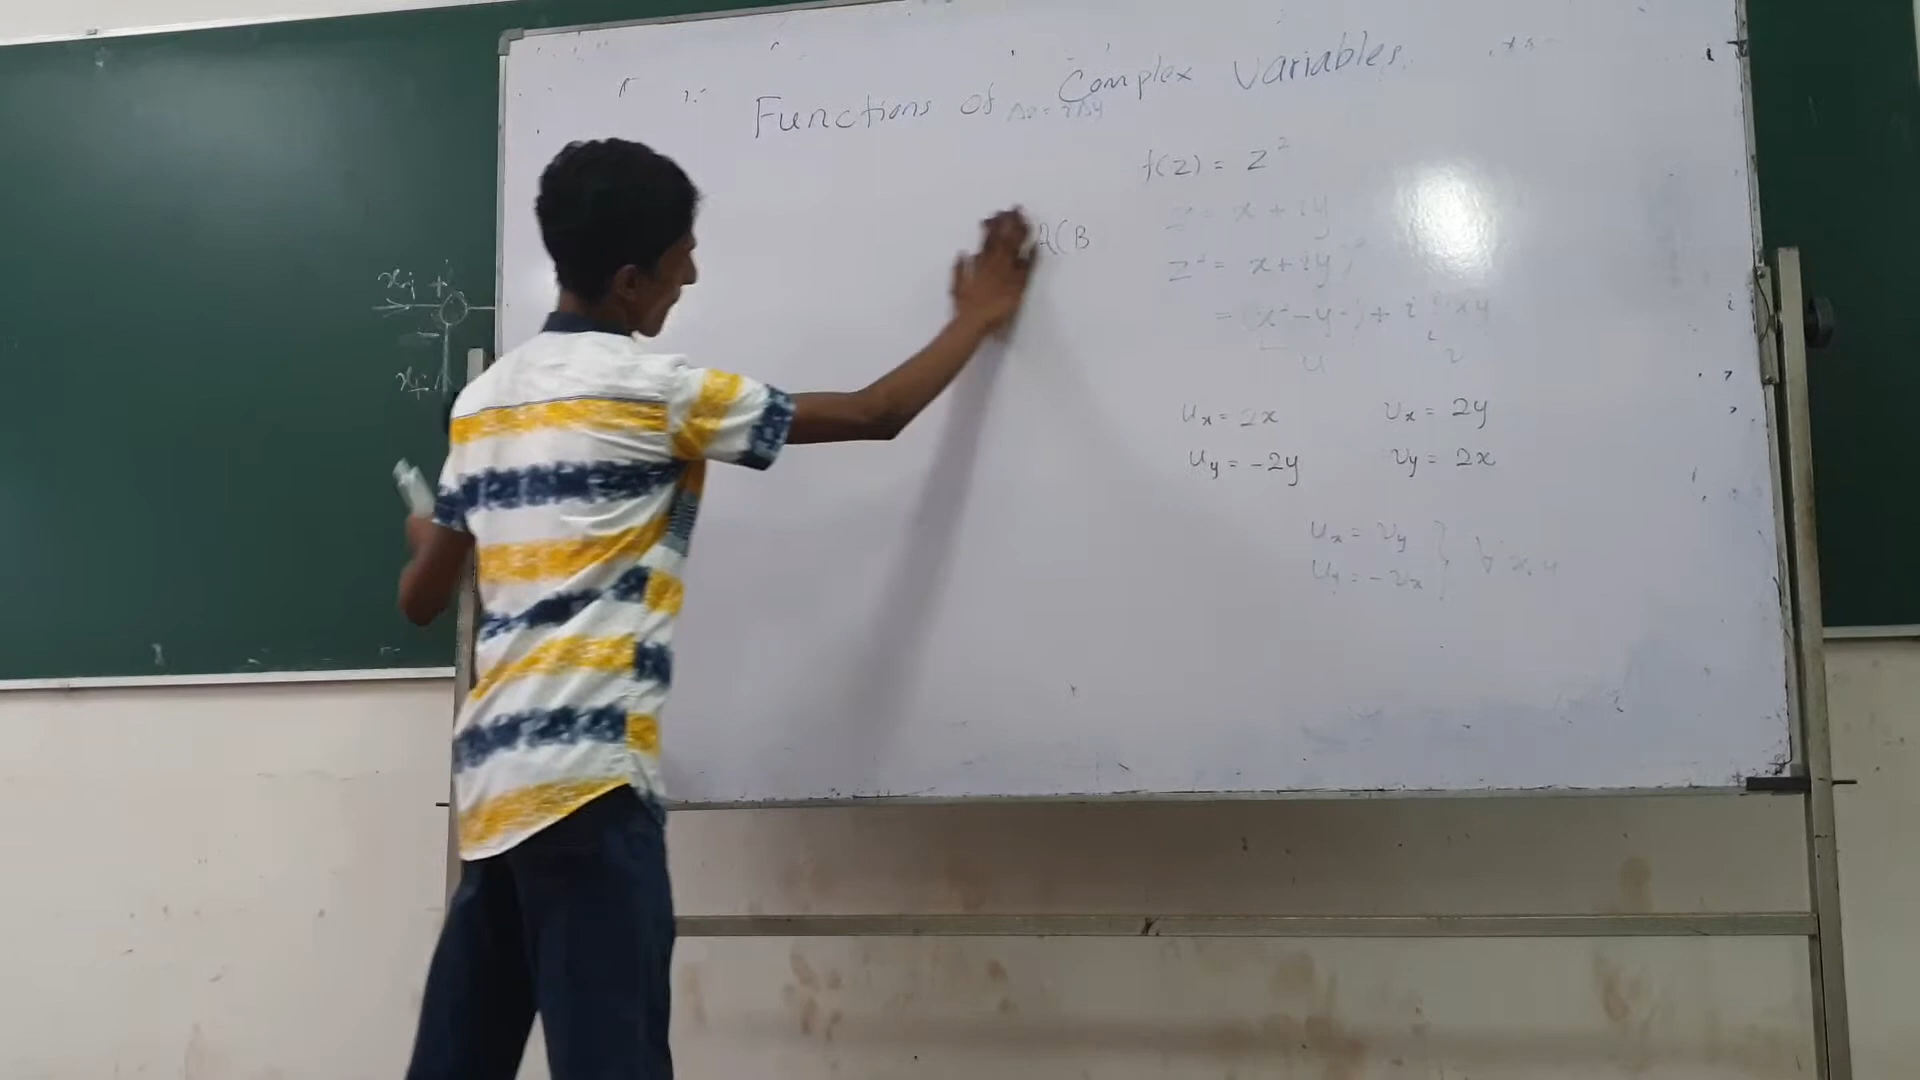 Functions of Complex Variables
f(z) = z²
z = x + iy
z² = x + iy)²
= (x² - y²) + i 2xy
u v
uₓ = 2x vₓ = 2y
u_y = -2y v_y = 2x
uₓ = v_y
u_y = -vₓ } ∀ x, y